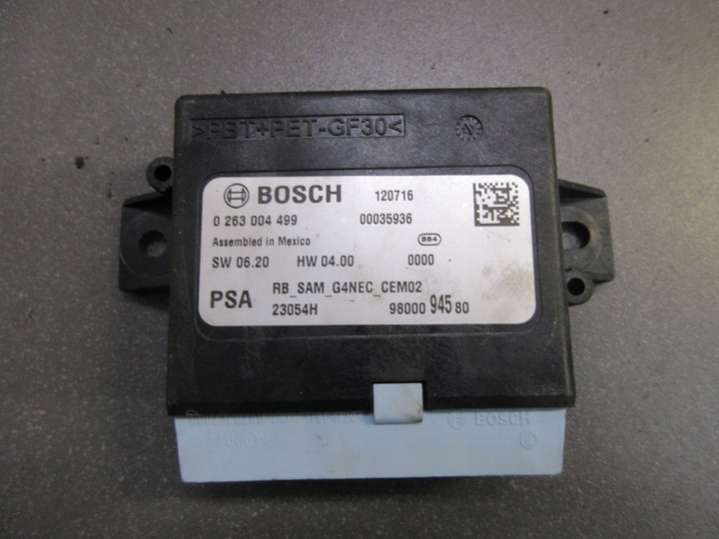 >PBT+PET-GF30<
BOSCH 120716
0 263 004 499 00035936
Assembled in Mexico 884
SW 06.20 HW 04.00 0000
PSA RB_SAM_G4NEC_CEM02
23054H 98000 945 80
BOSCH